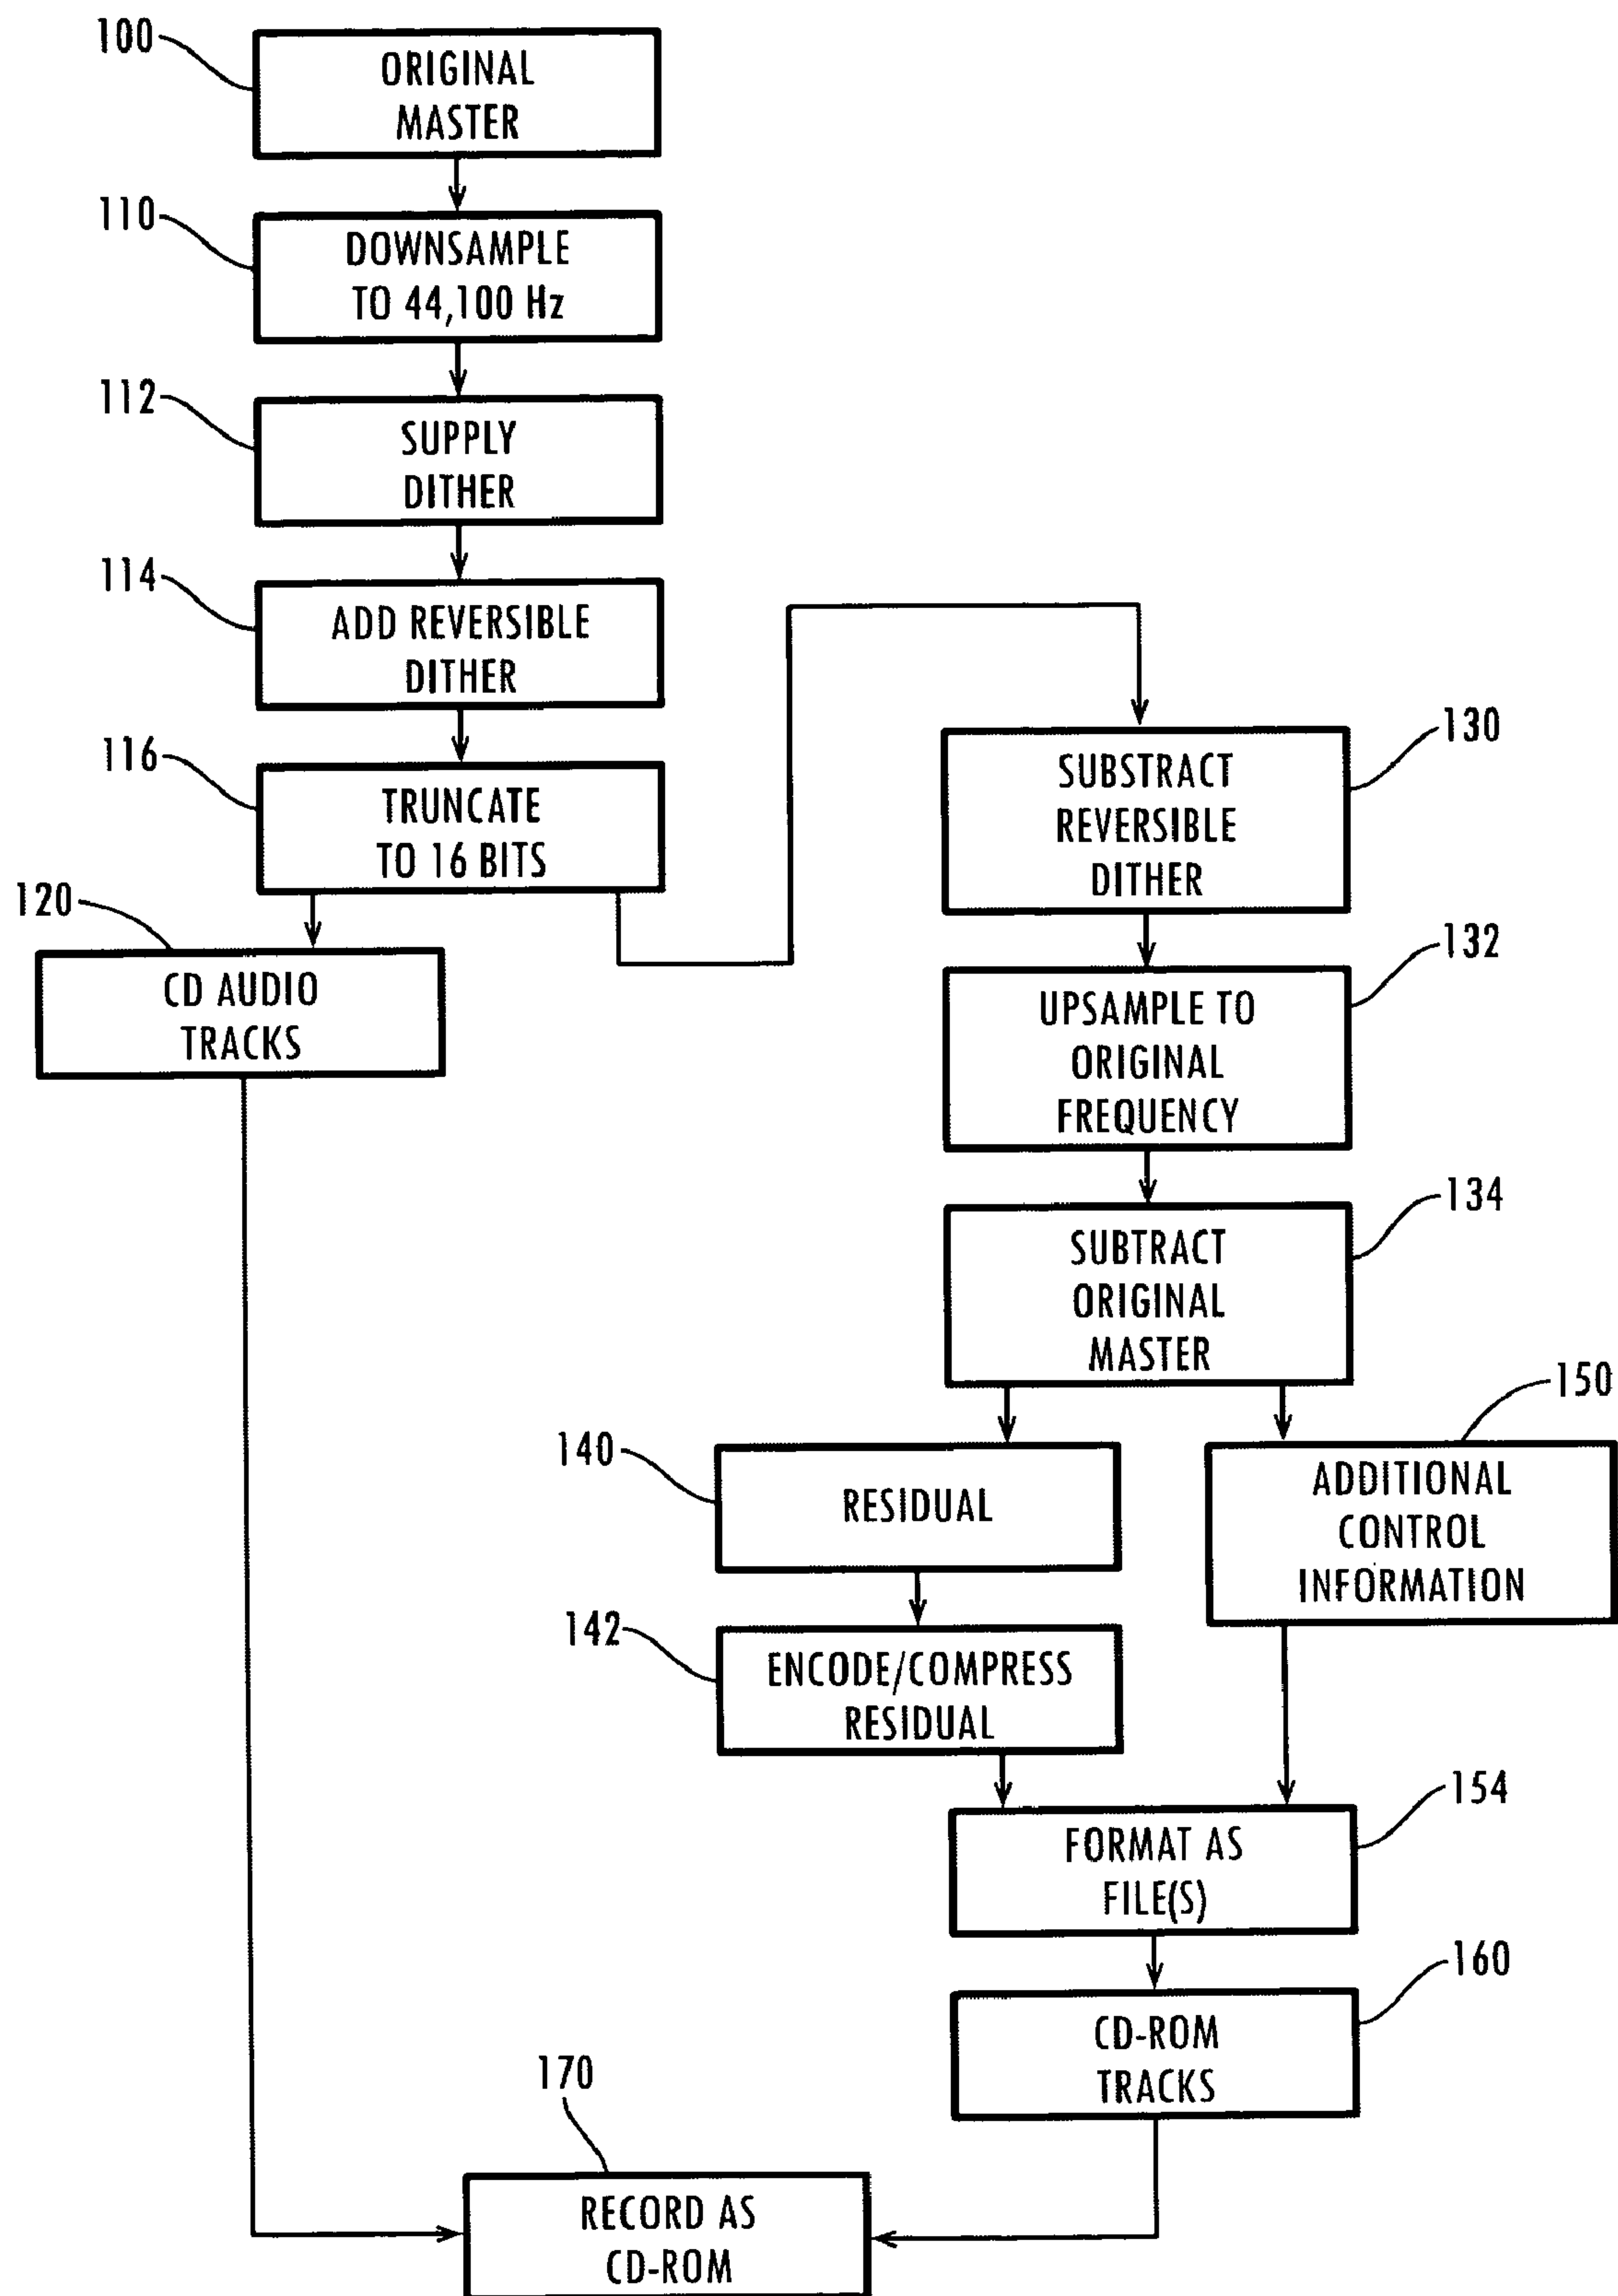 100
ORIGINAL
MASTER
110
DOWNSAMPLE
TO 44,100 Hz
112
SUPPLY
DITHER
114
ADD REVERSIBLE
DITHER
116
TRUNCATE
TO 16 BITS
120
CD AUDIO
TRACKS
130
SUBSTRACT
REVERSIBLE
DITHER
132
UPSAMPLE TO
ORIGINAL
FREQUENCY
134
SUBTRACT
ORIGINAL
MASTER
140
RESIDUAL
150
ADDITIONAL
CONTROL
INFORMATION
142
ENCODE/COMPRESS
RESIDUAL
154
FORMAT AS
FILE(S)
160
CD-ROM
TRACKS
170
RECORD AS
CD-ROM